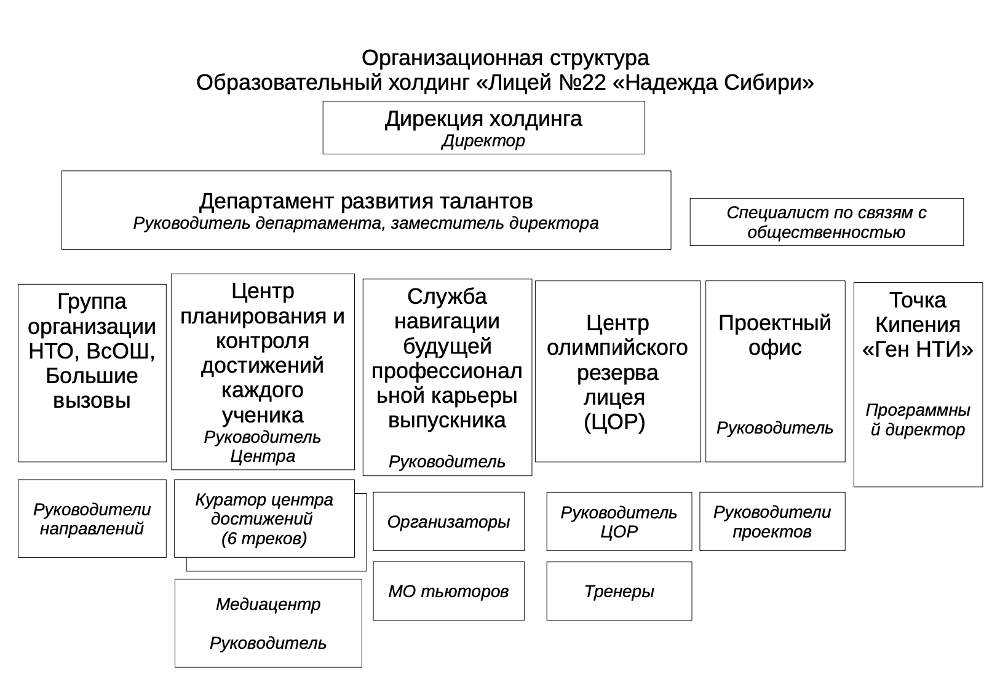 Организационная структура
Образовательный холдинг «Лицей №22 «Надежда Сибири»
Дирекция холдинга
Директор
Департамент развития талантов
Руководитель департамента, заместитель директора
Специалист по связям с
общественностью
Группа
организации
НТО, ВсОШ,
Большие
вызовы
Центр
планирования и
контроля
достижений
каждого
ученика
Руководитель
Центра
Служба
навигации
будущей
профессионал
ьной карьеры
выпускника
Руководитель
Центр
олимпийского
резерва
лицея
(ЦОР)
Проектный
офис
Руководитель
Точка
Кипения
«Ген НТИ»
Программны
й директор
Руководители
направлений
Куратор центра
достижений
(6 треков)
Медиацентр
Руководитель
Организаторы
МО тьюторов
Руководитель
ЦОР
Тренеры
Руководители
проектов